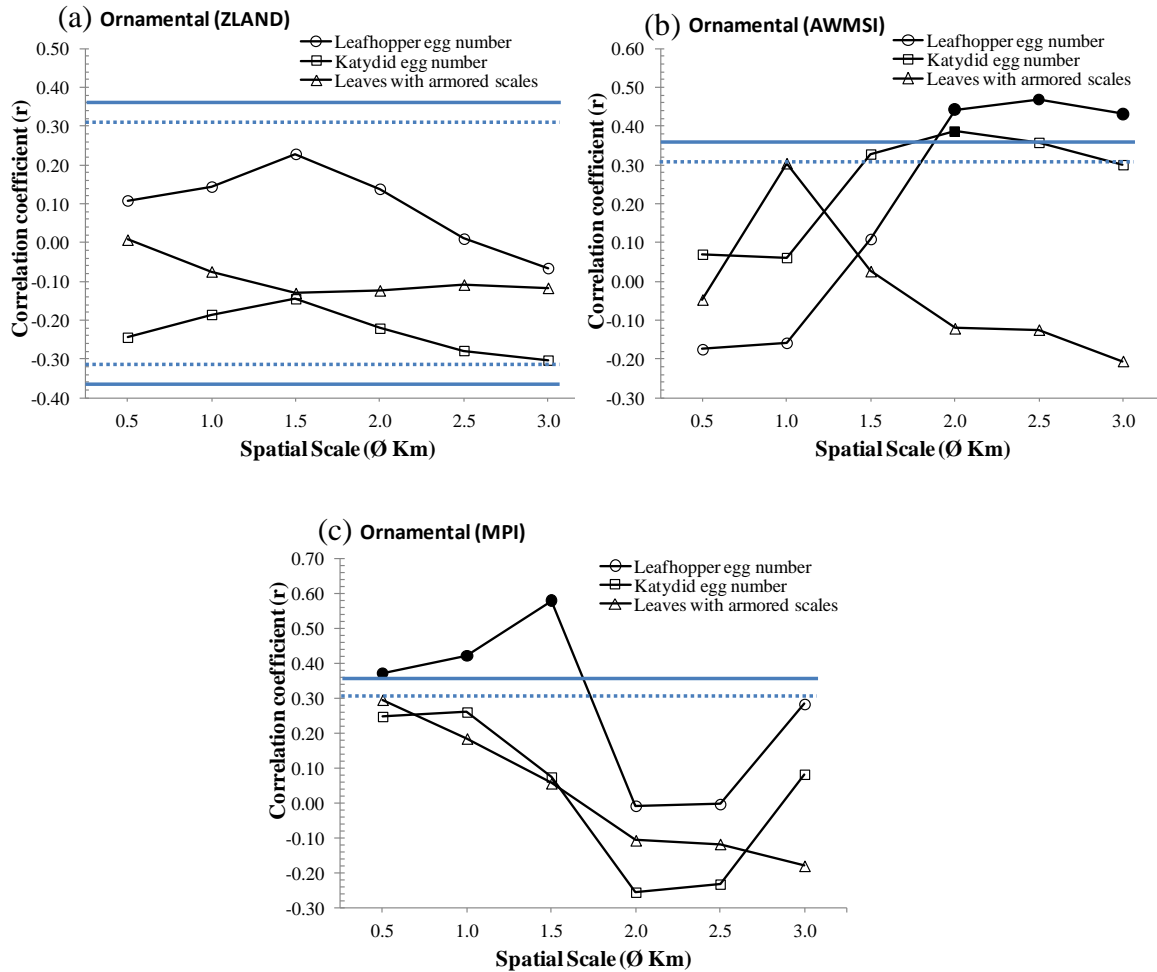 (a) Ornamental (ZLAND)
Leafhopper egg number
Katydid egg number
Leaves with armored scales
Correlation coefficient (r)
0.50
0.40
0.30
0.20
0.10
0.00
-0.10
-0.20
-0.30
-0.40
0.5 1.0 1.5 2.0 2.5 3.0
Spatial Scale (Ø Km)
(b) Ornamental (AWMSI)
Leafhopper egg number
Katydid egg number
Leaves with armored scales
Correlation coefficient (r)
0.60
0.50
0.40
0.30
0.20
0.10
0.00
-0.10
-0.20
-0.30
0.5 1.0 1.5 2.0 2.5 3.0
Spatial Scale (Ø Km)
(c) Ornamental (MPI)
Leafhopper egg number
Katydid egg number
Leaves with armored scales
Correlation coefficient (r)
0.70
0.60
0.50
0.40
0.30
0.20
0.10
0.00
-0.10
-0.20
-0.30
0.5 1.0 1.5 2.0 2.5 3.0
Spatial Scale (Ø Km)